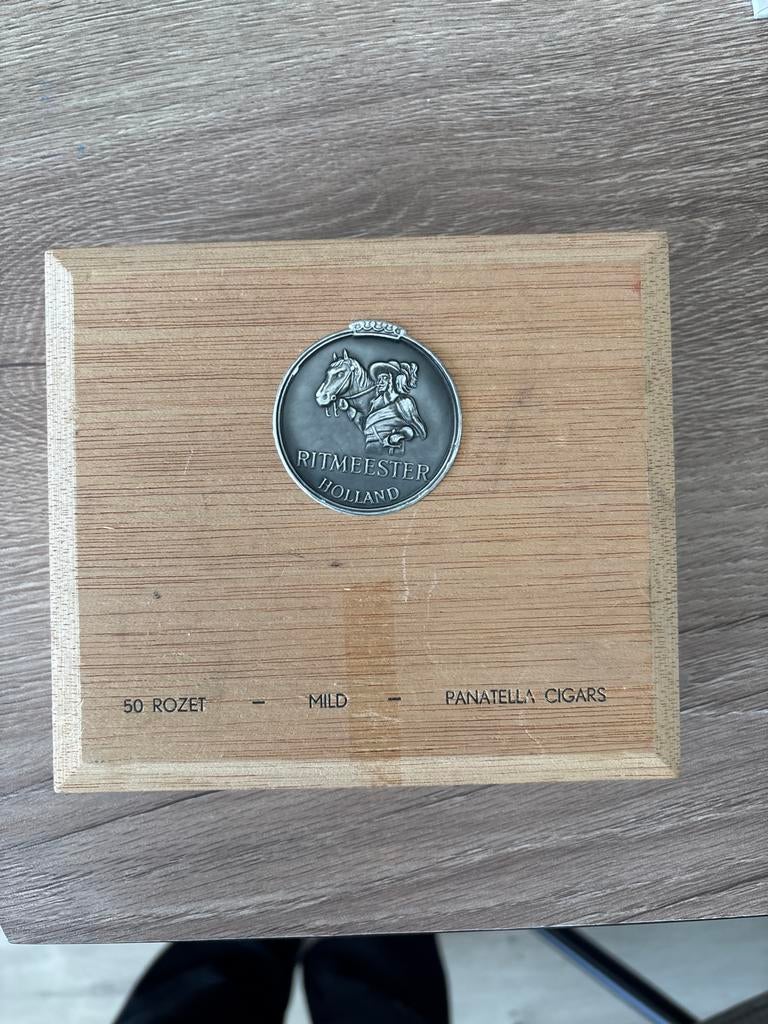 RITMEESTER
HOLLAND
50 ROZET – MILD – PANATELLA CIGARS